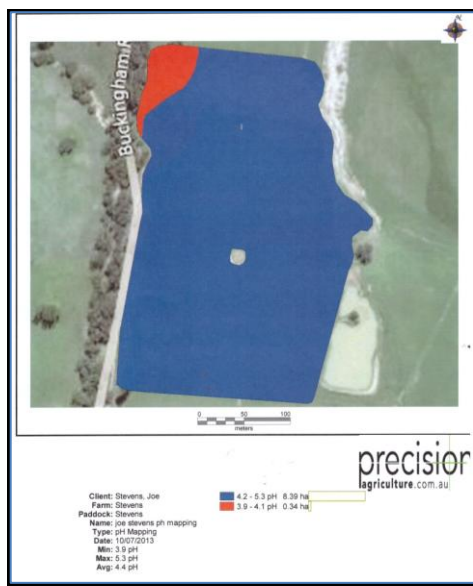 Buckingham R
0 50 100
meters
precision
agriculture.com.au
Client: Stevens, Joe
Farm: Stevens
Paddock: Stevens
Name: joe stevens ph mapping
Type: pH Mapping
Date: 10/07/2013
Min: 3.9 pH
Max: 5.3 pH
Avg: 4.4 pH
4.2 - 5.3 pH 8.39 ha
3.9 - 4.1 pH 0.34 ha